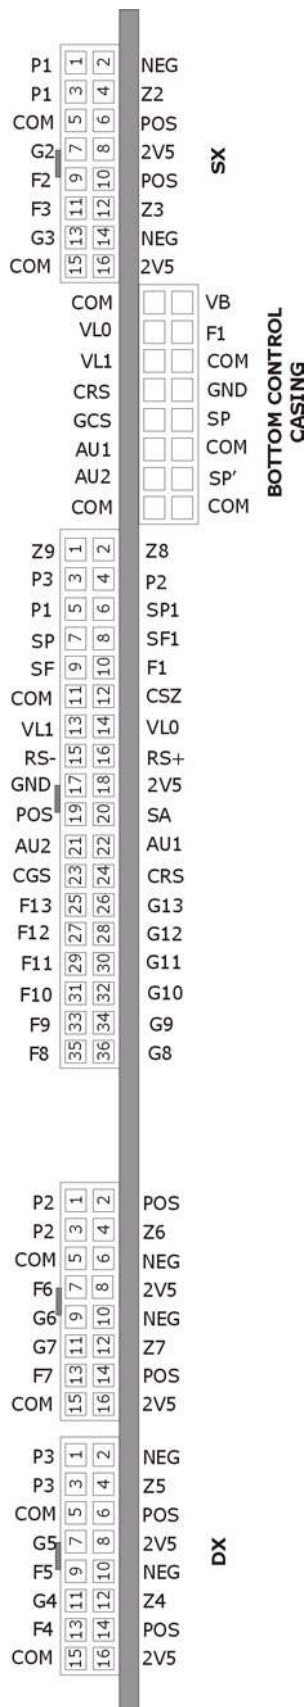 P1 1 2 NEG
P1 3 4 Z2
COM 5 6 POS
G2 7 8 2V5
F2 9 10 POS
F3 11 12 Z3
G3 13 14 NEG
COM 15 16 2V5
SX
COM VB
VL0 F1
VL1 COM
CRS GND
GCS SP
AU1 COM
AU2 SP'
COM COM
BOTTOM CONTROL
CASING
Z9 1 2 Z8
P3 3 4 P2
P1 5 6 SP1
SP 7 8 SF1
SF 9 10 F1
COM 11 12 CSZ
VL1 13 14 VL0
RS- 15 16 RS+
GND 17 18 2V5
POS 19 20 SA
AU2 21 22 AU1
CGS 23 24 CRS
F13 25 26 G13
F12 27 28 G12
F11 29 30 G11
F10 31 32 G10
F9 33 34 G9
F8 35 36 G8
P2 1 2 POS
P2 3 4 Z6
COM 5 6 NEG
F6 7 8 2V5
G6 9 10 NEG
G7 11 12 Z7
F7 13 14 POS
COM 15 16 2V5
P3 1 2 NEG
P3 3 4 Z5
COM 5 6 POS
G5 7 8 2V5
F5 9 10 NEG
G4 11 12 Z4
F4 13 14 POS
COM 15 16 2V5
DX